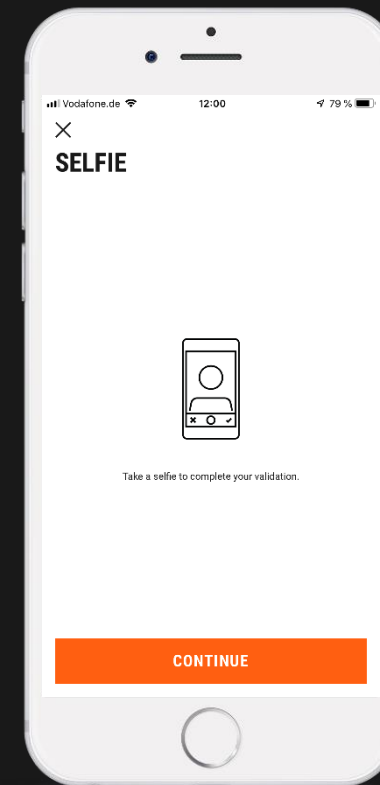 Vodafone.de 12:00 79 %
SELFIE
Take a selfie to complete your validation.
CONTINUE